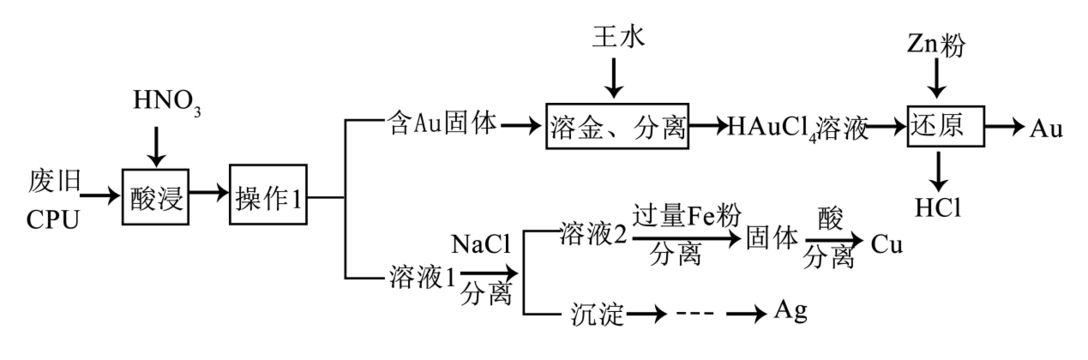 王水
Zn粉
HNO₃
含Au固体
溶金、分离
HAuCl₄溶液
还原
Au
废旧
CPU
酸浸
操作1
HCl
溶液1
NaCl
分离
溶液2
过量Fe粉
分离
固体
酸
分离
Cu
沉淀
---
Ag